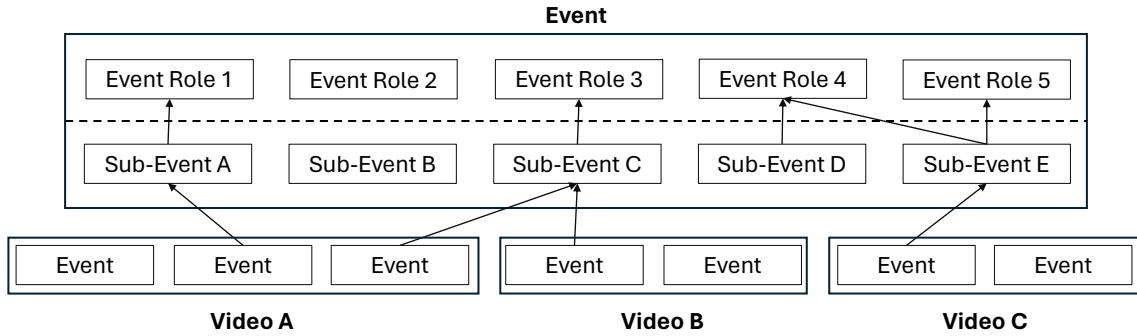 Event
Event Role 1 Event Role 2 Event Role 3 Event Role 4 Event Role 5
Sub-Event A Sub-Event B Sub-Event C Sub-Event D Sub-Event E
Event Event Event Event Event Event Event
Video A Video B Video C